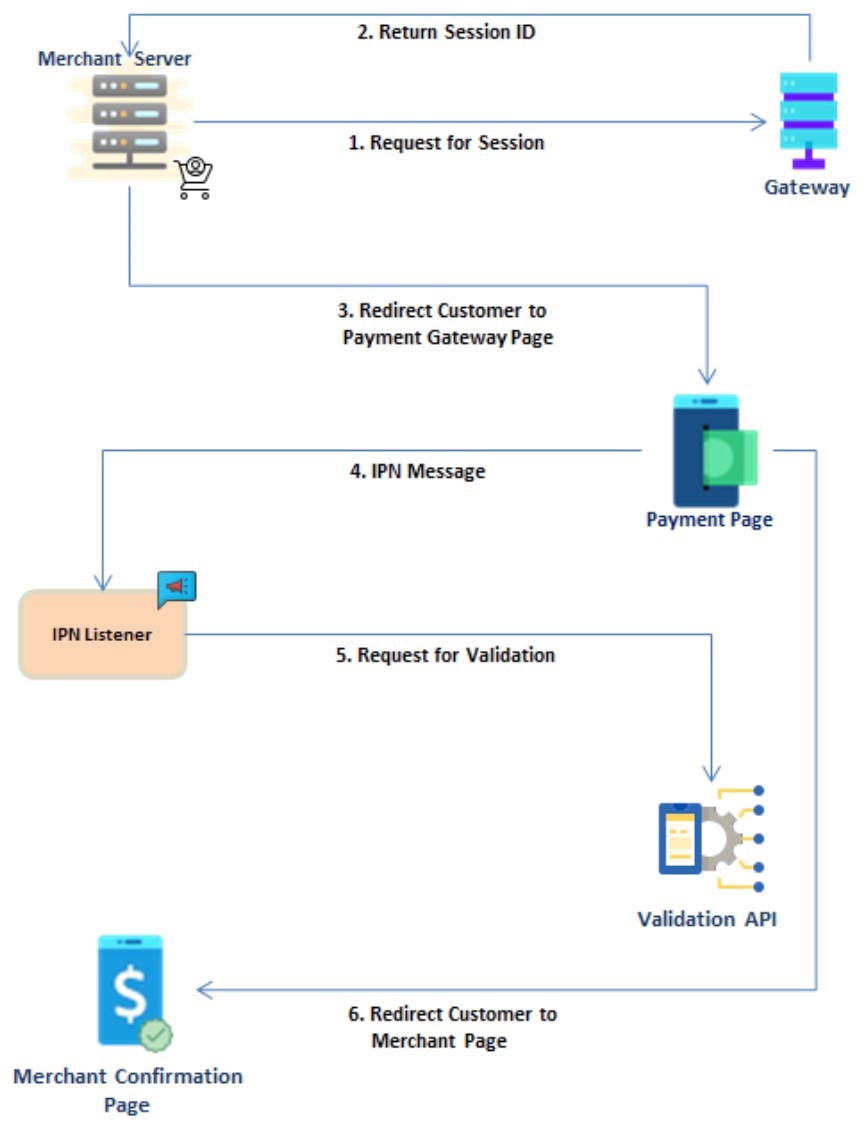 2. Return Session ID
Merchant Server
1. Request for Session
Gateway
3. Redirect Customer to
Payment Gateway Page
4. IPN Message
Payment Page
IPN Listener
5. Request for Validation
Validation API
$
6. Redirect Customer to
Merchant Page
Merchant Confirmation
Page